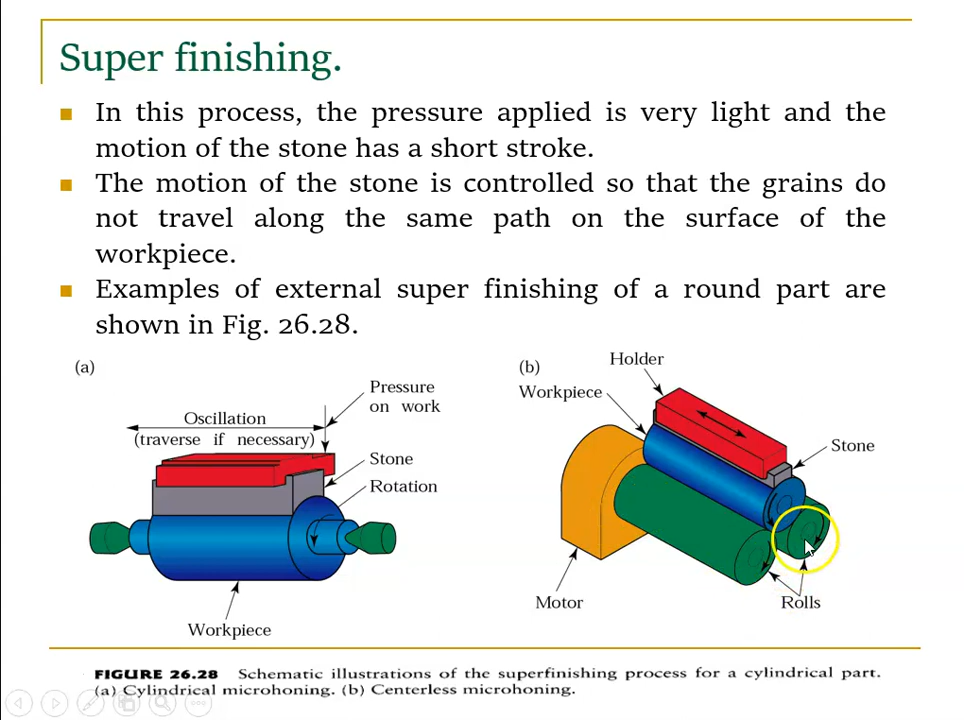 Super finishing.
In this process, the pressure applied is very light and the
motion of the stone has a short stroke.
The motion of the stone is controlled so that the grains do
not travel along the same path on the surface of the
workpiece.
Examples of external super finishing of a round part are
shown in Fig. 26.28.
(a)
Pressure
on work
Oscillation
(traverse if necessary)
Stone
Rotation
Workpiece
(b)
Holder
Workpiece
Stone
Motor
Rolls
FIGURE 26.28 Schematic illustrations of the superfinishing process for a cylindrical part.
(a) Cylindrical microhoning. (b) Centerless microhoning.